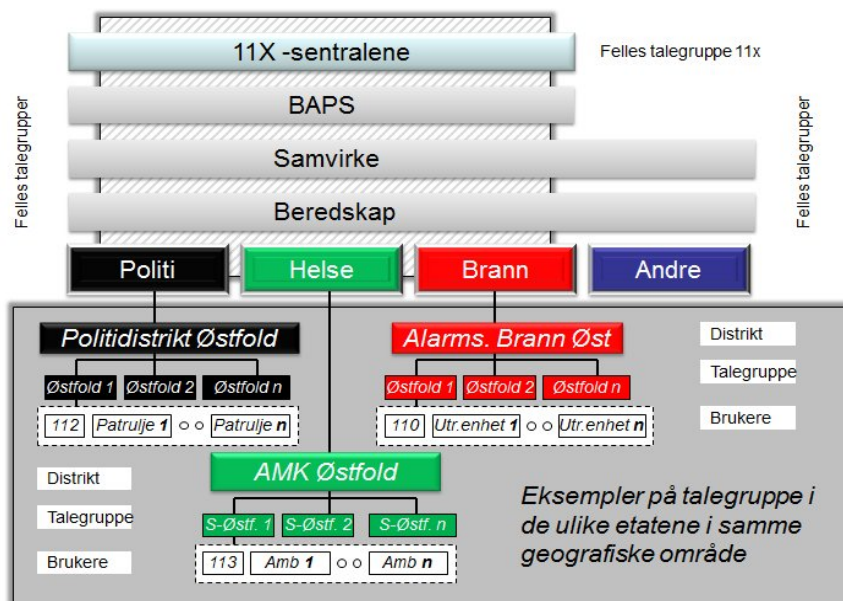 11X -sentralene
Felles talegruppe 11x
BAPS
Samvirke
Beredskap
Felles talegrupper
Felles talegrupper
Politi
Helse
Brann
Andre
Politidistrikt Østfold
Østfold 1
Østfold 2
Østfold n
112
Patrulje 1
Patrulje n
Alarms. Brann Øst
Østfold 1
Østfold 2
Østfold n
110
Utr.enhet 1
Utr.enhet n
Distrikt
Talegruppe
Brukere
AMK Østfold
S-Østf. 1
S-Østf. 2
S-Østf. n
113
Amb 1
Amb n
Distrikt
Talegruppe
Brukere
Eksempler på talegruppe i
de ulike etatene i samme
geografiske område